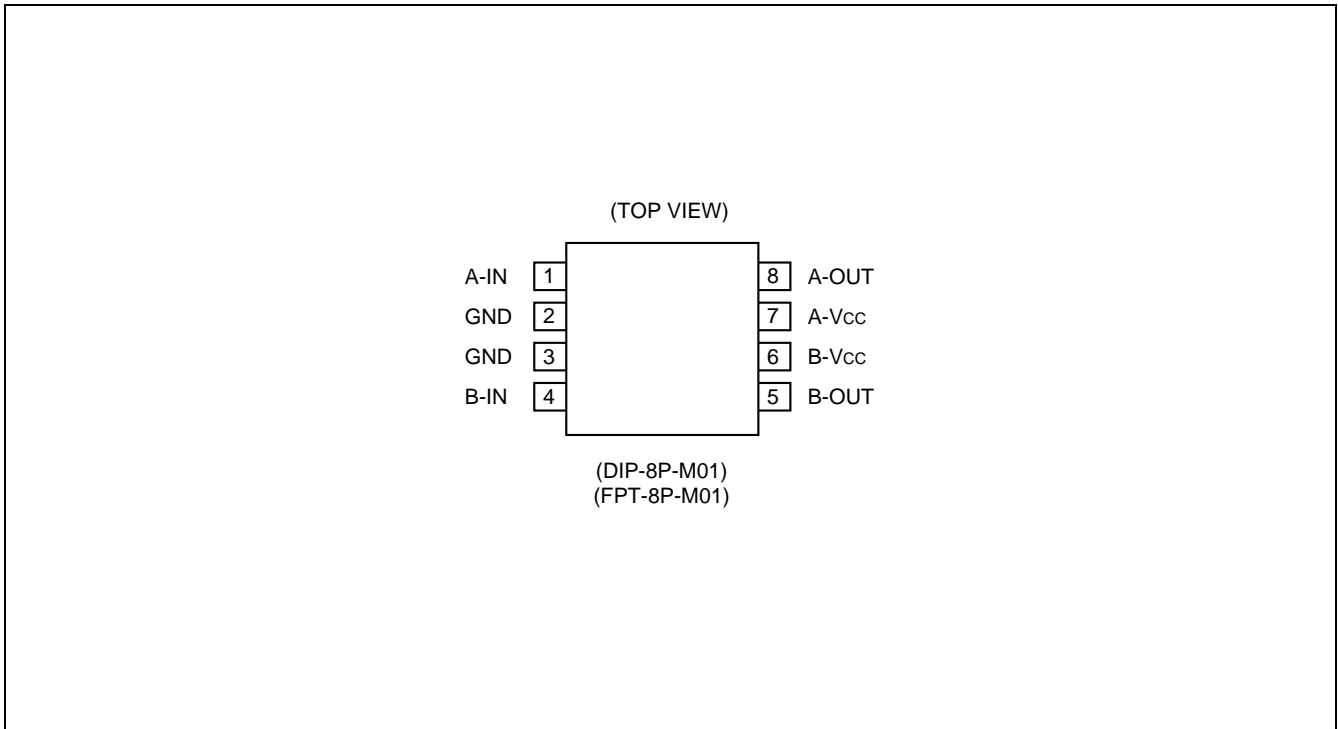 (TOP VIEW)
A-IN 1 8 A-OUT
GND 2 7 A-VCC
GND 3 6 B-VCC
B-IN 4 5 B-OUT
(DIP-8P-M01)
(FPT-8P-M01)